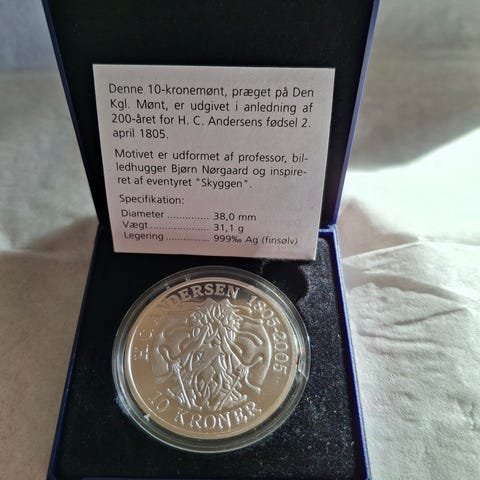 Denne 10-kronemønt, præget på Den
Kgl. Mønt, er udgivet i anledning af
200-året for H. C. Andersens fødsel 2.
april 1805.
Motivet er udformet af professor, bil-
ledhugger Bjørn Nørgaard og inspire-
ret af eventyret "Skyggen".
Specifikation:
Diameter .............. 38,0 mm
Vægt .................... 31,1 g
Legering ............... 999‰ Ag (finsølv)
H.C. ANDERSEN 1805-2005
10 KRONER